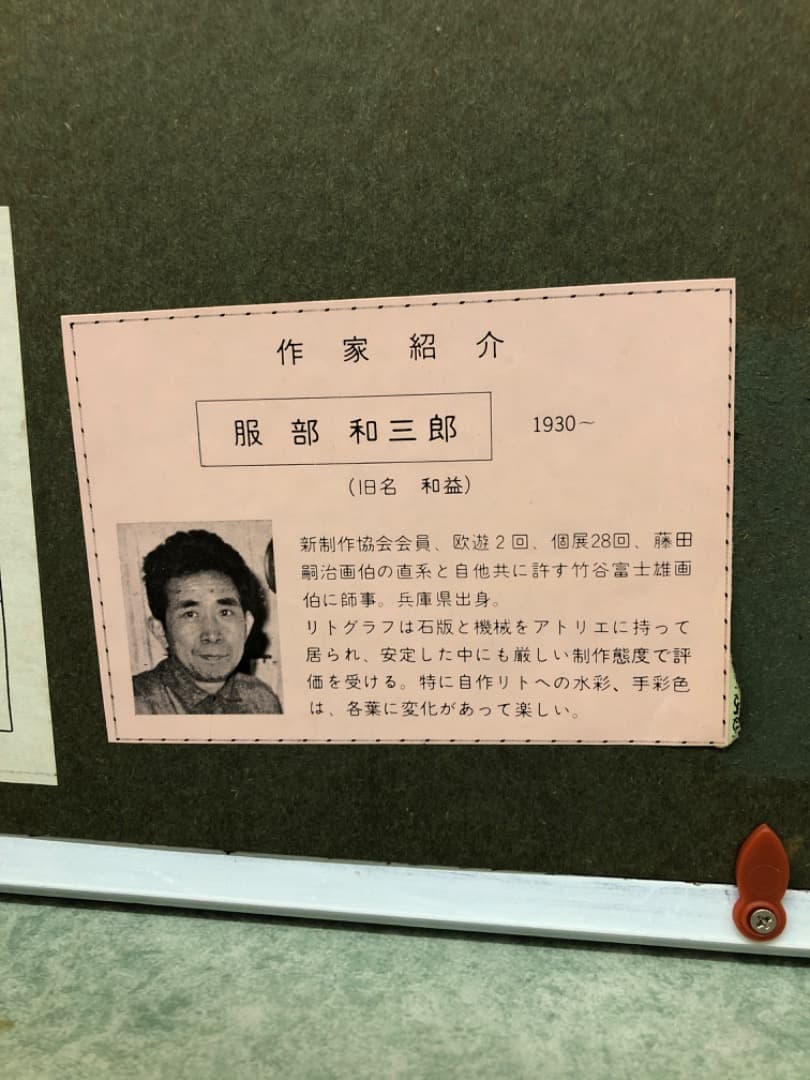 作家紹介
服部 和三郎 1930～
(旧名 和益)
新制作協会会員、欧遊2回、個展28回、藤田
嗣治画伯の直系と自他共に許す竹谷富士雄画
伯に師事。兵庫県出身。
リトグラフは石版と機械をアトリエに持って
居られ、安定した中にも厳しい制作態度で評
価を受ける。特に自作リトへの水彩、手彩色
は、各葉に変化があって楽しい。